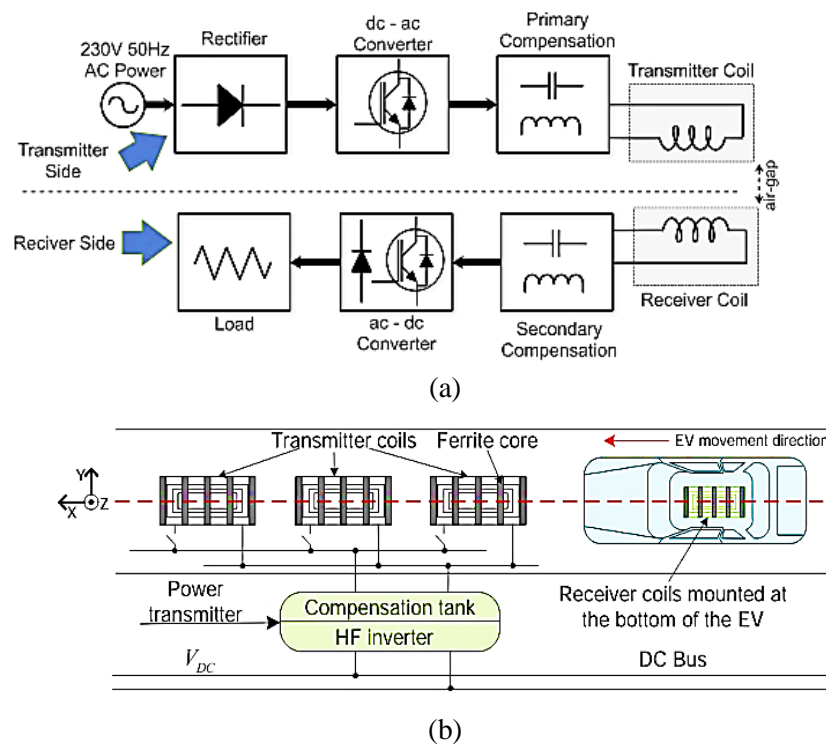 230V 50Hz
AC Power
Rectifier
dc - ac
Converter
Primary
Compensation
Transmitter Coil
Transmitter
Side
air-gap
Reciver Side
Load
ac - dc
Converter
Secondary
Compensation
Receiver Coil
(a)
Transmitter coils
Ferrite core
EV movement direction
Y
X
Z
Power
transmitter
Compensation tank
HF inverter
Receiver coils mounted at
the bottom of the EV
V_DC
DC Bus
(b)